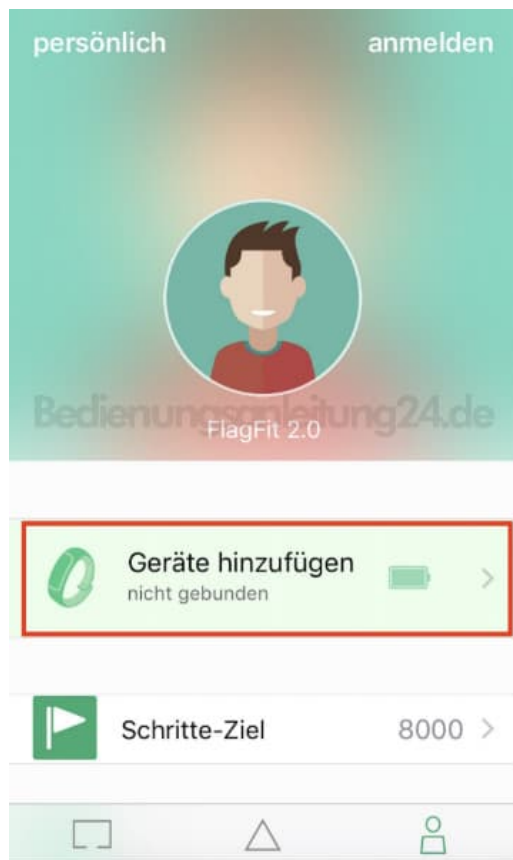 persönlich anmelden
Bedienungsanleitung24.de
FlagFit 2.0
Geräte hinzufügen
nicht gebunden
Schritte-Ziel 8000